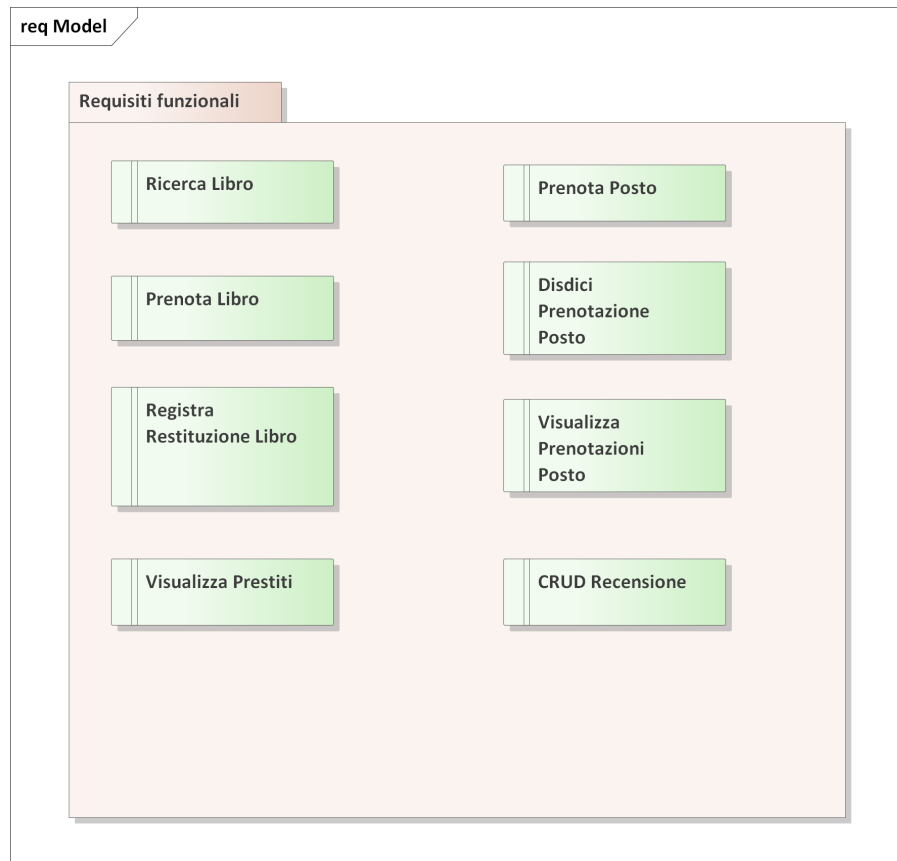 req Model
Requisiti funzionali
Ricerca Libro
Prenota Libro
Registra
Restituzione Libro
Visualizza Prestiti
Prenota Posto
Disdici
Prenotazione
Posto
Visualizza
Prenotazioni
Posto
CRUD Recensione